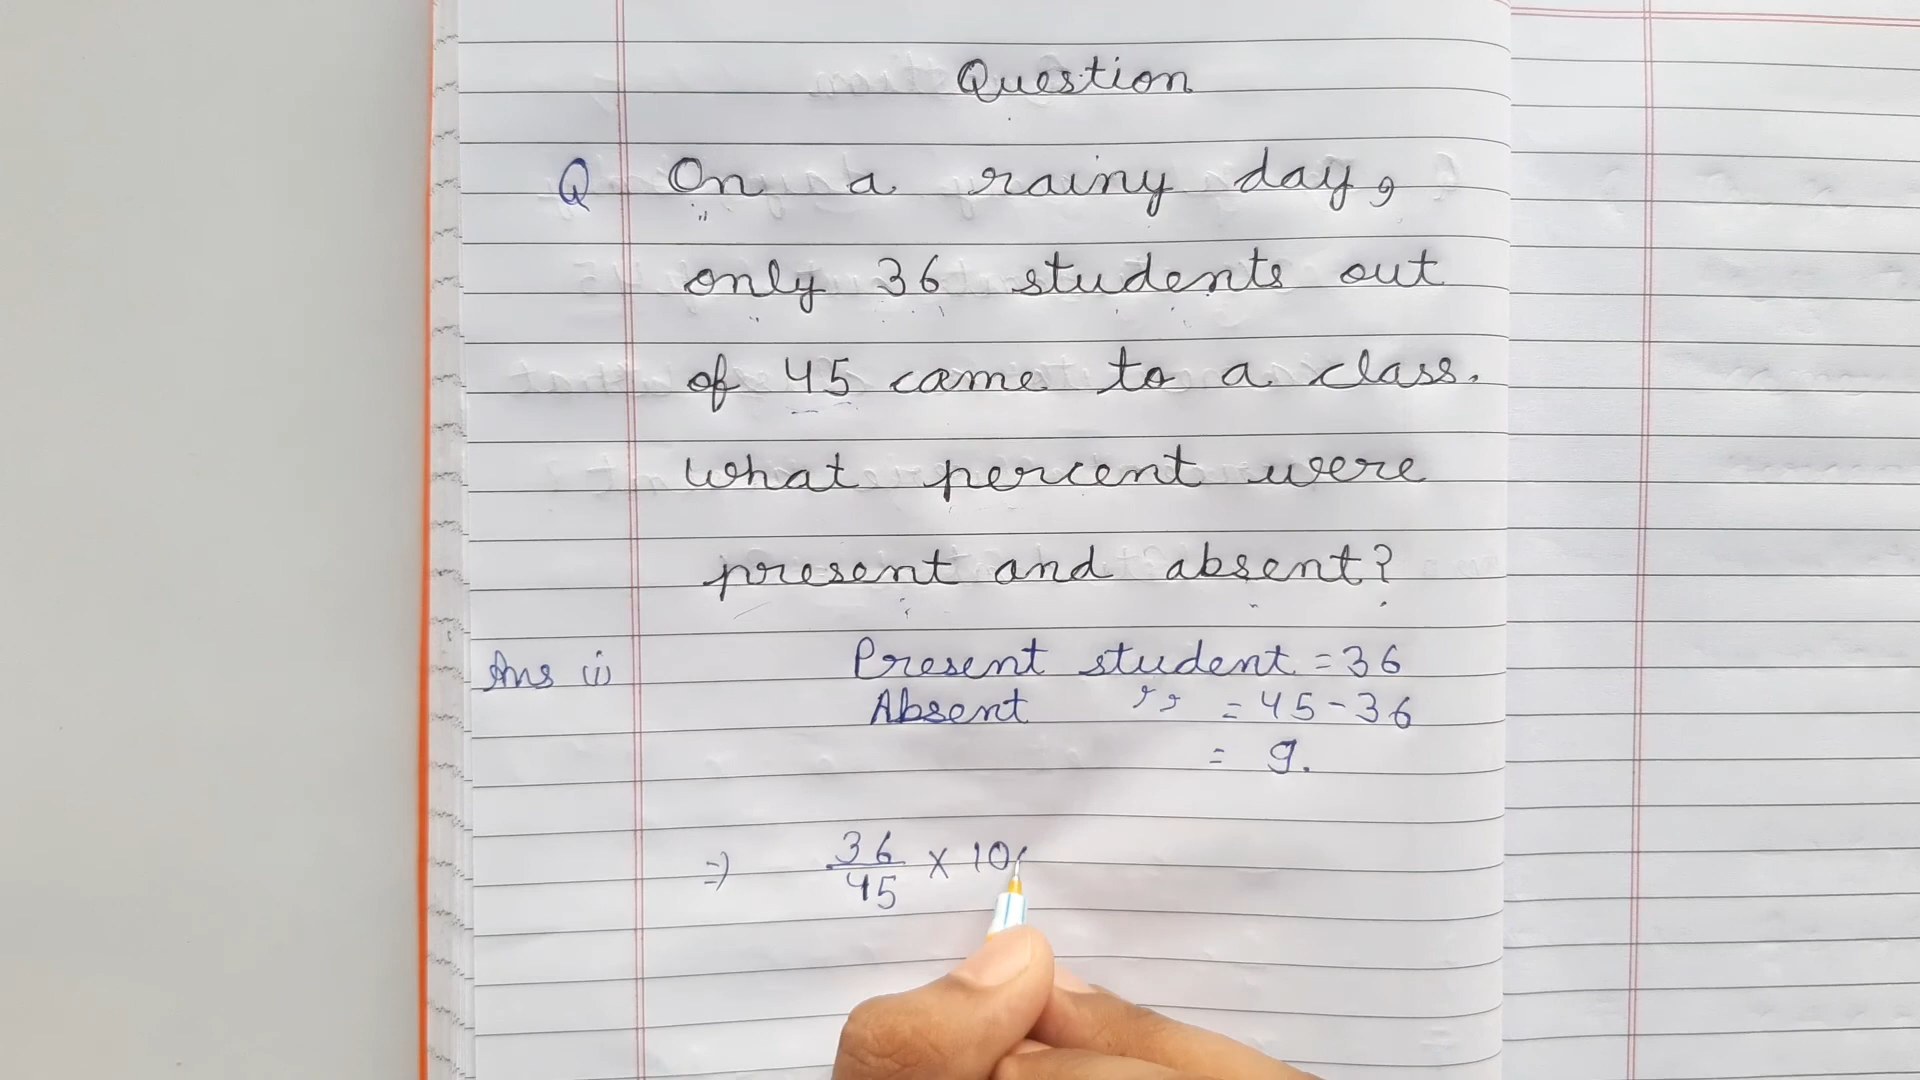 Question
Q On a rainy day,
only 36 students out
of 45 came to a class.
What percent were
present and absent?
Ans (i) Present student = 36
Absent " = 45 - 36
= 9.
⇒ 36/45 × 100